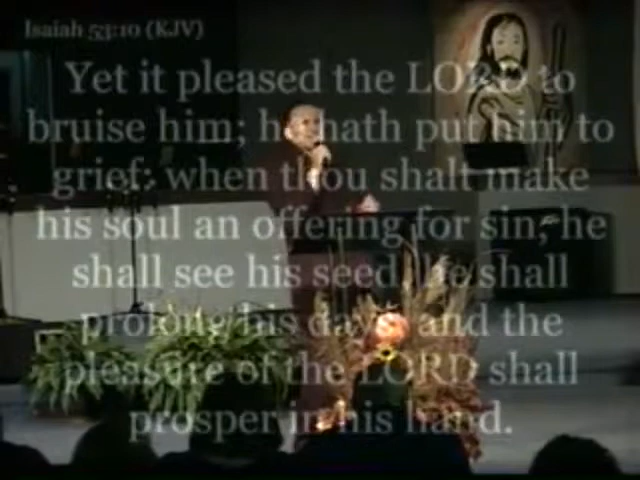 Isaiah 53:10 (KJV)
Yet it pleased the LORD to
bruise him; he hath put him to
grief: when thou shalt make
his soul an offering for sin, he
shall see his seed, he shall
prolong his days, and the
pleasure of the LORD shall
prosper in his hand.